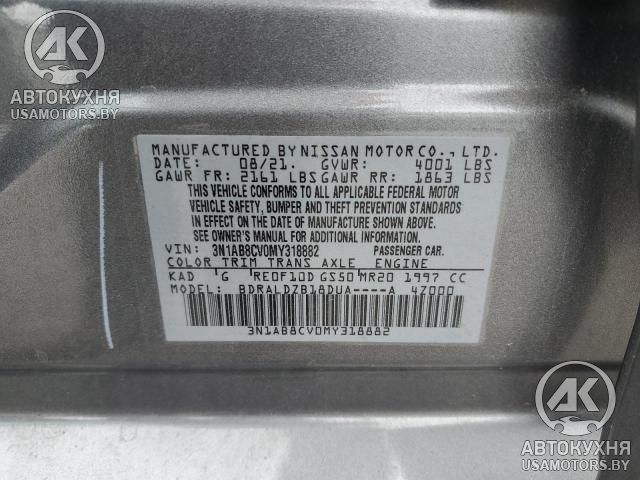 AK
АВТОКУХНЯ
USAMOTORS.BY
MANUFACTURED BY NISSAN MOTOR CO., LTD.
DATE: 08/21. GVWR: 4001 LBS
GAWR FR: 2161 LBS GAWR RR: 1863 LBS
THIS VEHICLE CONFORMS TO ALL APPLICABLE FEDERAL MOTOR
VEHICLE SAFETY, BUMPER AND THEFT PREVENTION STANDARDS
IN EFFECT ON THE DATE OF MANUFACTURE SHOWN ABOVE.
SEE OWNER'S MANUAL FOR ADDITIONAL INFORMATION.
VIN: 3N1AB8CV0MY318882 PASSENGER CAR.
COLOR TRIM TRANS AXLE ENGINE
KAD G RE0F10D GS50 MR20 1997 CC
MODEL: BDRALDZB18DUA----A 4Z000
3N1AB8CV0MY318882
AK
АВТОКУХНЯ
USAMOTORS.BY